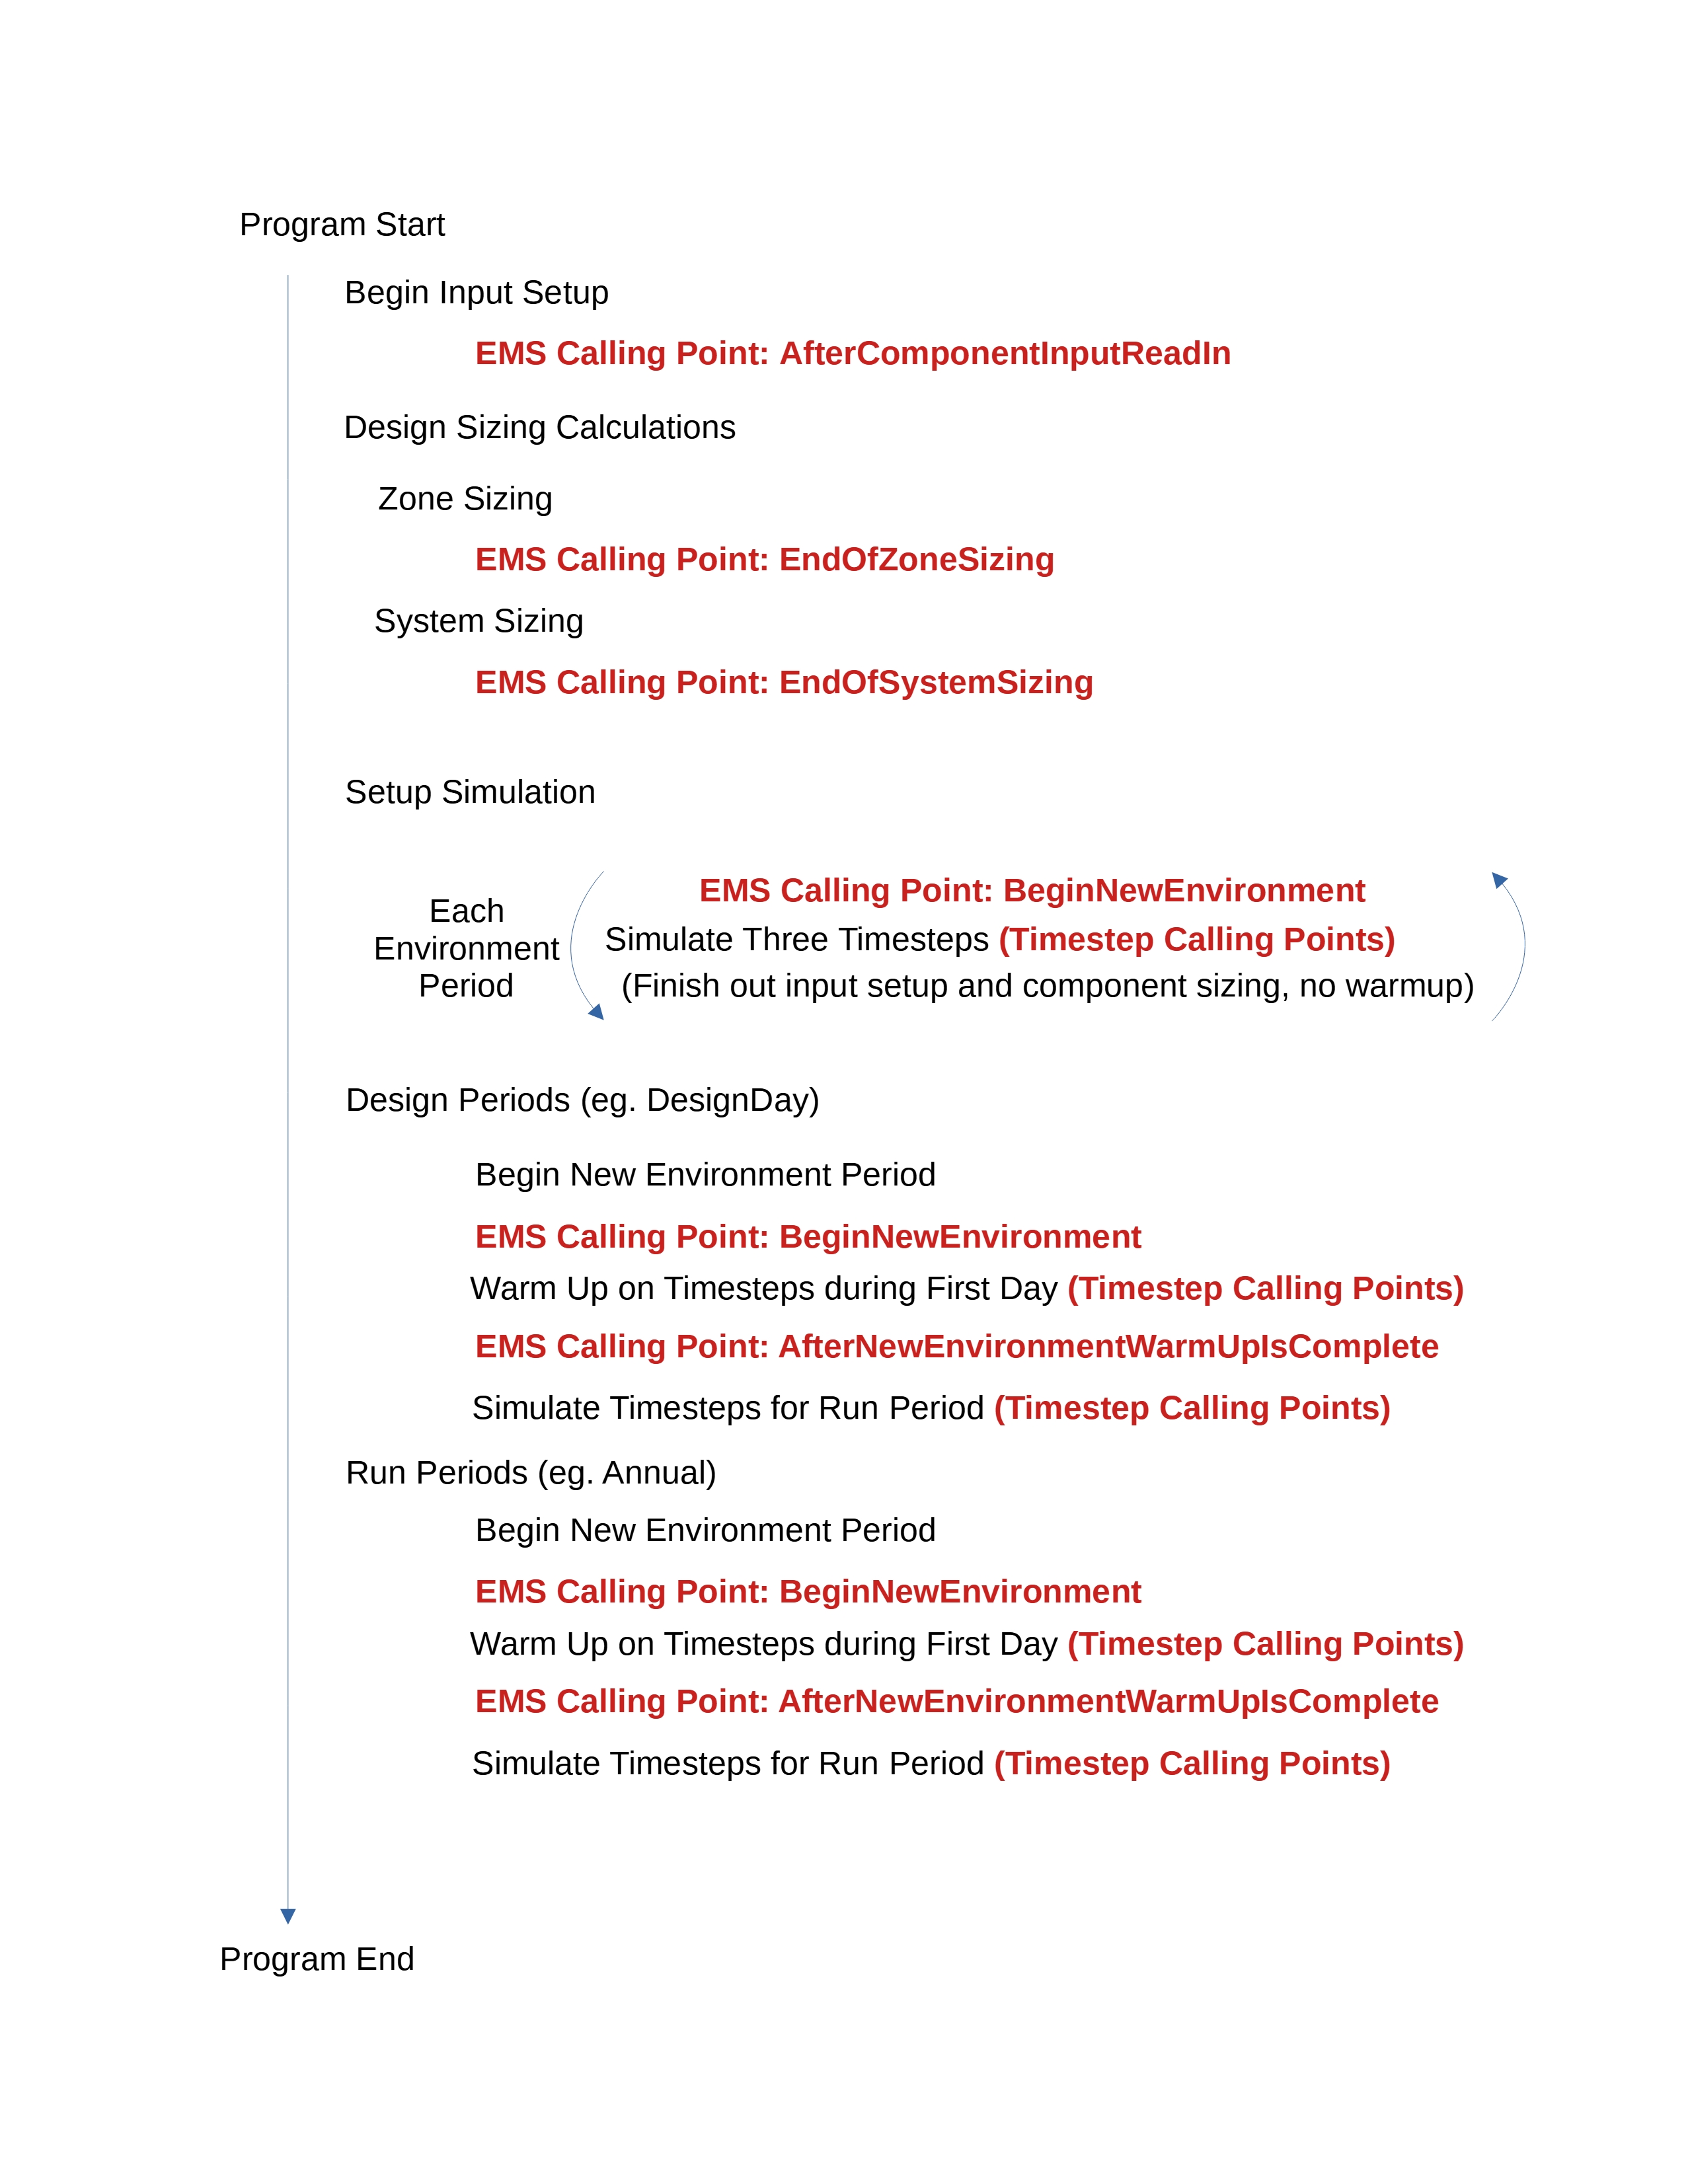 Program Start
Begin Input Setup
EMS Calling Point: AfterComponentInputReadIn
Design Sizing Calculations
Zone Sizing
EMS Calling Point: EndOfZoneSizing
System Sizing
EMS Calling Point: EndOfSystemSizing
Setup Simulation
Each
Environment
Period
EMS Calling Point: BeginNewEnvironment
Simulate Three Timesteps (Timestep Calling Points)
(Finish out input setup and component sizing, no warmup)
Design Periods (eg. DesignDay)
Begin New Environment Period
EMS Calling Point: BeginNewEnvironment
Warm Up on Timesteps during First Day (Timestep Calling Points)
EMS Calling Point: AfterNewEnvironmentWarmUpIsComplete
Simulate Timesteps for Run Period (Timestep Calling Points)
Run Periods (eg. Annual)
Begin New Environment Period
EMS Calling Point: BeginNewEnvironment
Warm Up on Timesteps during First Day (Timestep Calling Points)
EMS Calling Point: AfterNewEnvironmentWarmUpIsComplete
Simulate Timesteps for Run Period (Timestep Calling Points)
Program End